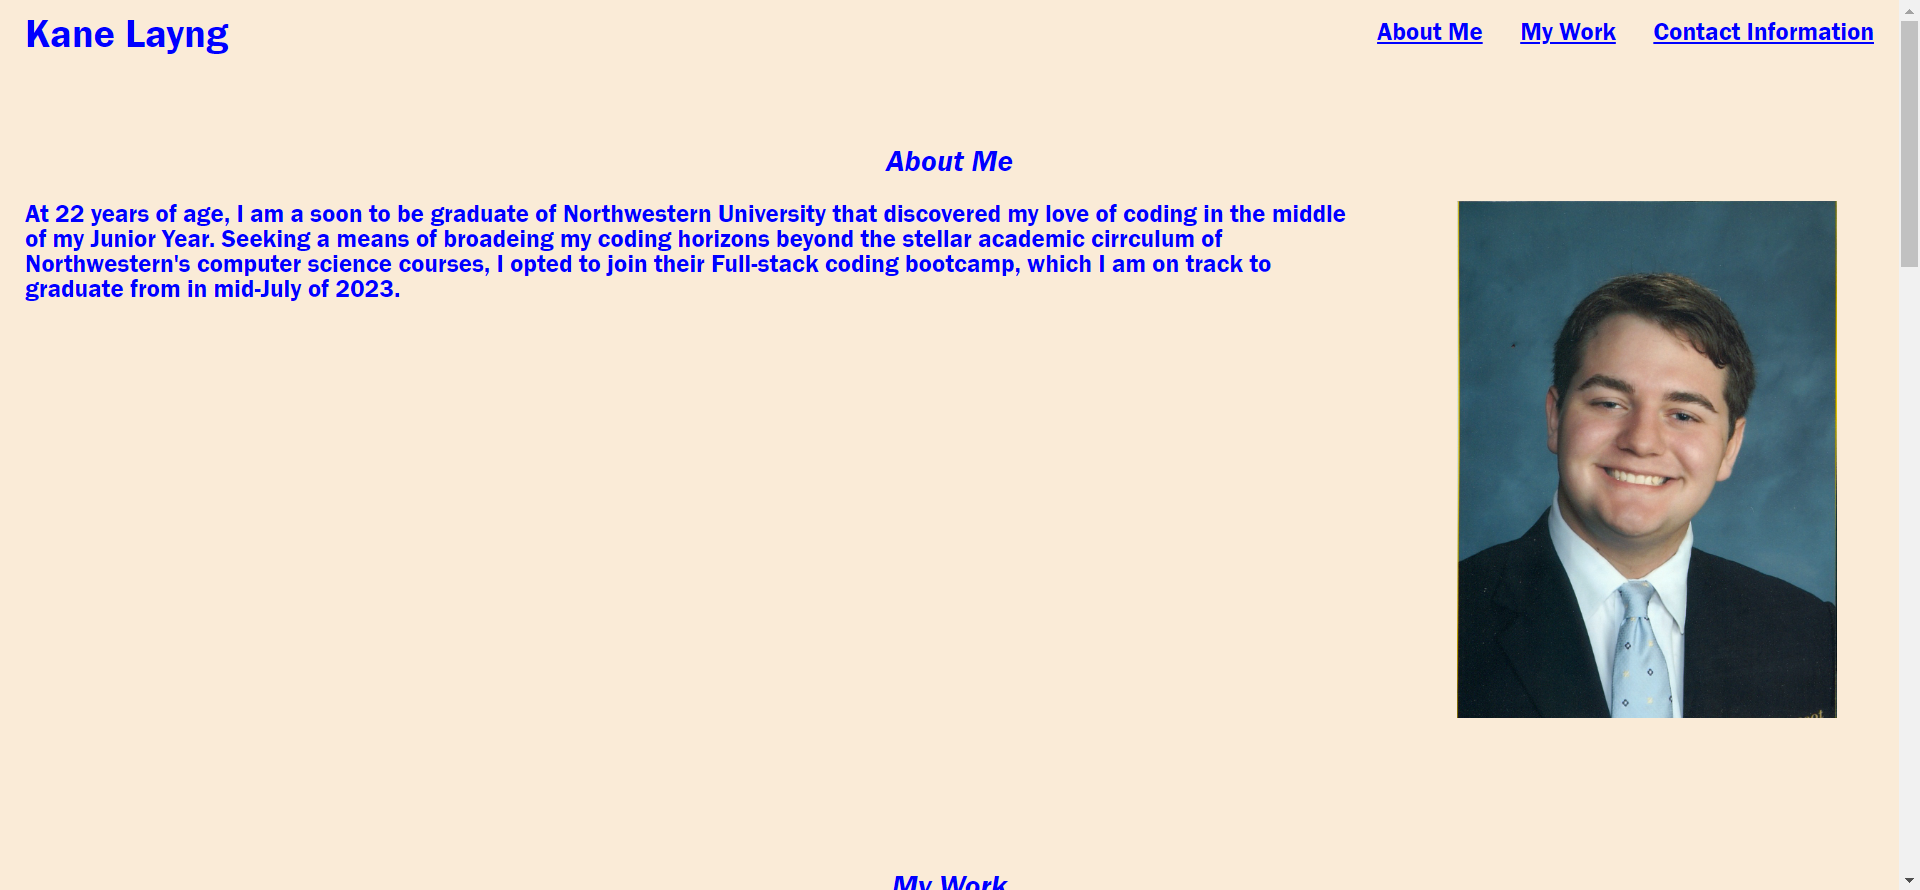 Kane Layng
About Me
My Work
Contact Information
About Me
At 22 years of age, I am a soon to be graduate of Northwestern University that discovered my love of coding in the middle
of my Junior Year. Seeking a means of broadeing my coding horizons beyond the stellar academic cirrculum of
Northwestern's computer science courses, I opted to join their Full-stack coding bootcamp, which I am on track to
graduate from in mid-July of 2023.
My Work